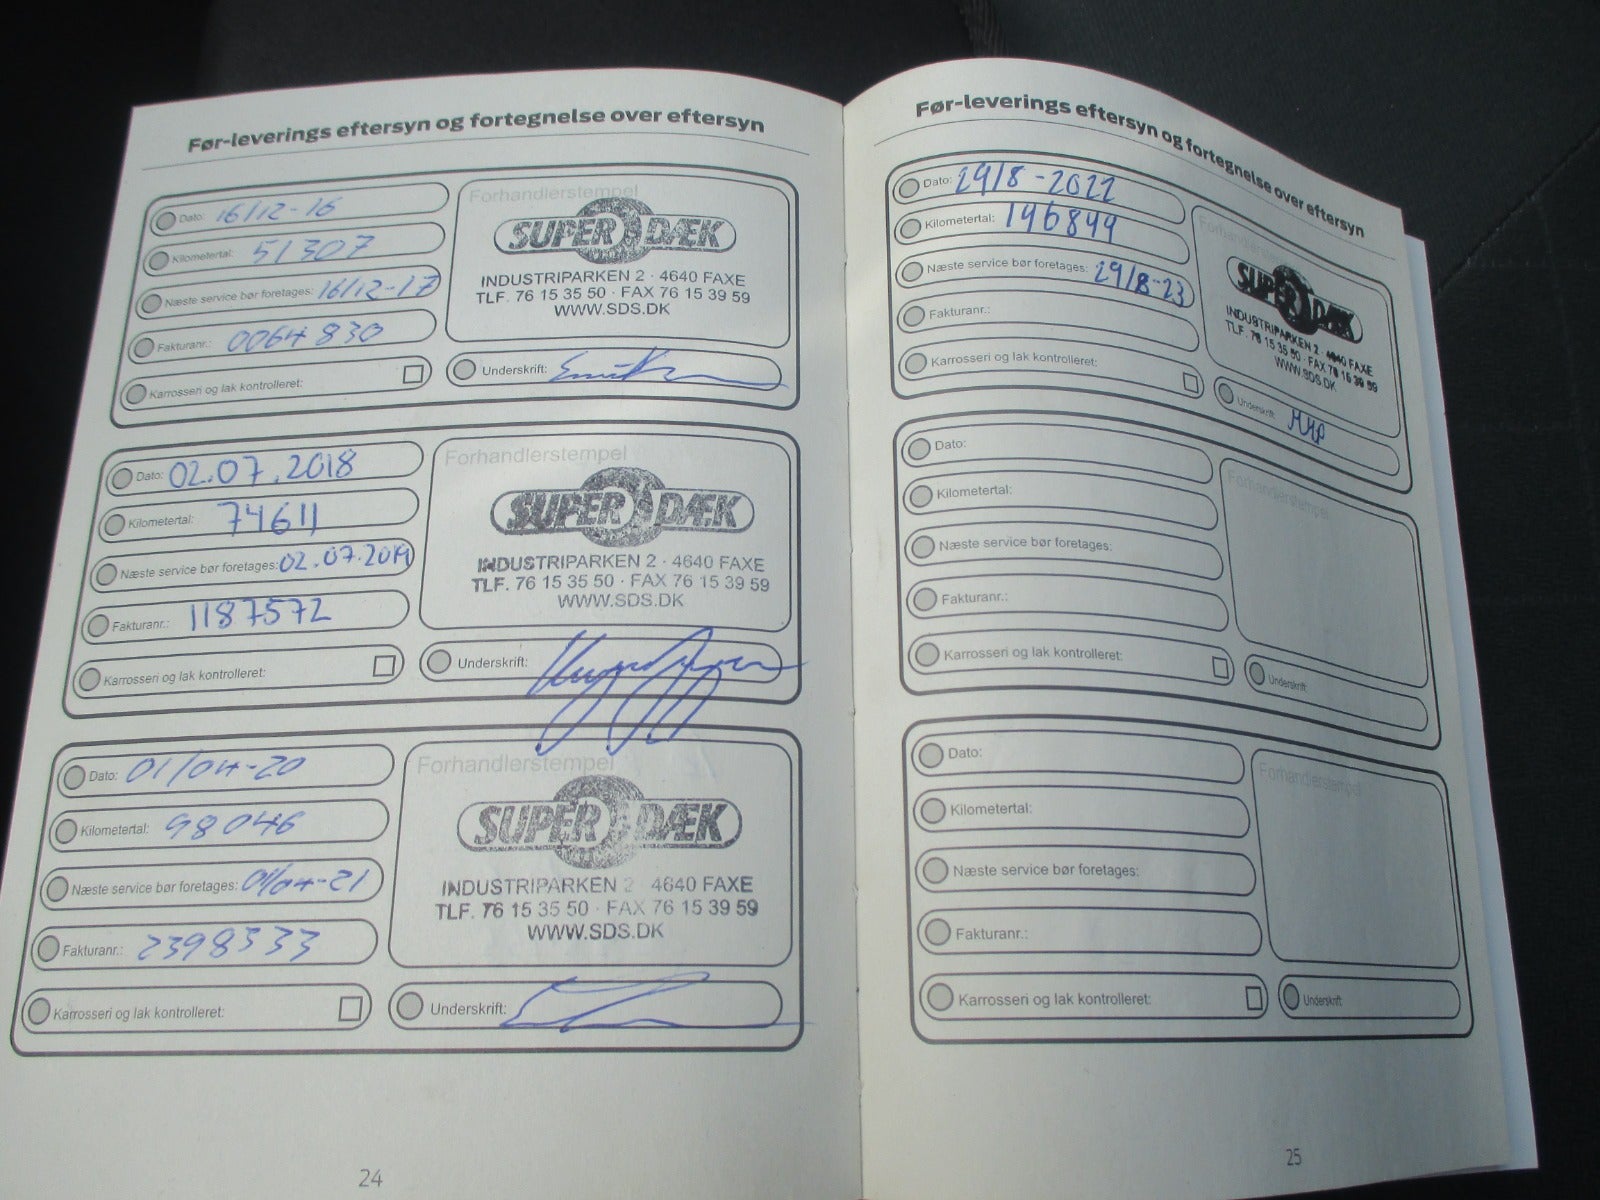 Før-leverings eftersyn og fortegnelse over eftersyn
Dato: 16/12-16
Kilometertal: 51307
Næste service bør foretages: 16/12-17
Fakturanr.: 0064830
Karrosseri og lak kontrolleret:
Forhandlerstempel
SUPER DÆK
INDUSTRIPARKEN 2 · 4640 FAXE
TLF. 76 15 35 50 · FAX 76 15 39 59
WWW.SDS.DK
Underskrift:
Dato: 02.07.2018
Kilometertal: 74611
Næste service bør foretages: 02.07.2019
Fakturanr.: 1187572
Karrosseri og lak kontrolleret:
Forhandlerstempel
SUPER DÆK
INDUSTRIPARKEN 2 · 4640 FAXE
TLF. 76 15 35 50 · FAX 76 15 39 59
WWW.SDS.DK
Underskrift:
Dato: 01/04-20
Kilometertal: 98046
Næste service bør foretages: 01/04-21
Fakturanr.: 2398333
Karrosseri og lak kontrolleret:
Forhandlerstempel
SUPER DÆK
INDUSTRIPARKEN 2 4640 FAXE
TLF. 76 15 35 50 · FAX 76 15 39 59
WWW.SDS.DK
Underskrift:
24
Før-leverings eftersyn og fortegnelse over eftersyn
Dato: 29/8-2022
Kilometertal: 196899
Næste service bør foretages: 29/8-23
Fakturanr.:
Karrosseri og lak kontrolleret:
Forhandlerstempel
SUPER DÆK
INDUSTRIPARKEN 2 · 4640 FAXE
TLF. 76 15 35 50 · FAX 76 15 39 59
WWW.SDS.DK
Underskrift:
Dato:
Kilometertal:
Næste service bør foretages:
Fakturanr.:
Karrosseri og lak kontrolleret:
Forhandlerstempel
Underskrift:
Dato:
Kilometertal:
Næste service bør foretages:
Fakturanr.:
Karrosseri og lak kontrolleret:
Forhandlerstempel
Underskrift:
25